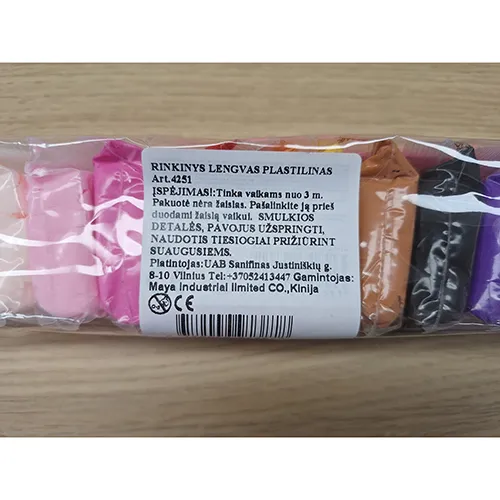 RINKINYS LENGVAS PLASTILINAS
Art.4251
ĮSPĖJIMAS!:Tinka vaikams nuo 3 m.
Pakuotė nėra žaislas. Pašalinkite ją prieš
duodami žaislą vaikui. SMULKIOS
DETALĖS, PAVOJUS UŽSPRINGTI,
NAUDOTIS TIESIOGIAI PRIŽIŪRINT
SUAUGUSIEMS.
Platintojas:UAB Sanifinas Justiniškių g.
8-10 Vilnius Tel:+37052413447 Gamintojas:
Maya Industrial limited CO.,Kinija
0-3 CE